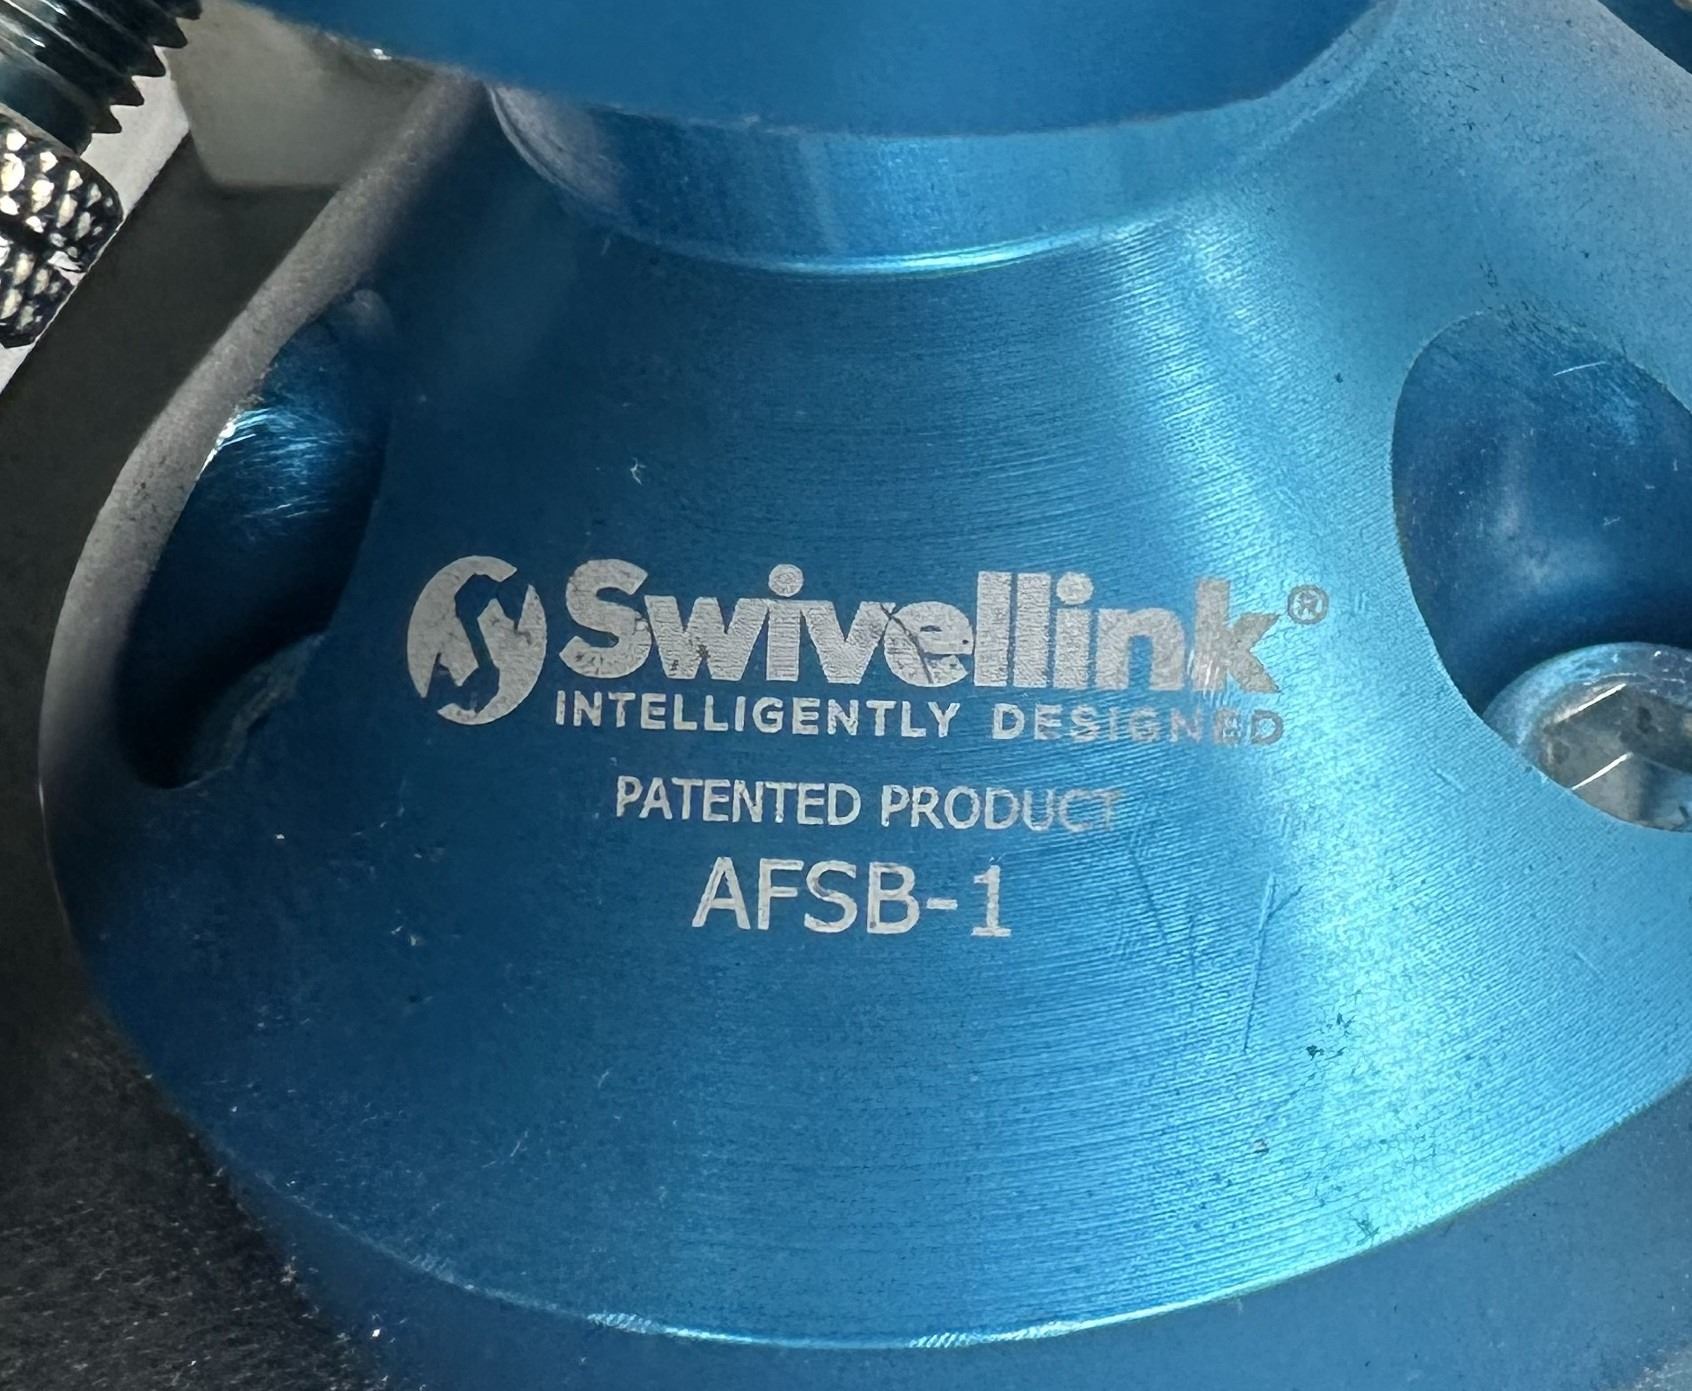 Swivellink®
INTELLIGENTLY DESIGNED
PATENTED PRODUCT
AFSB-1